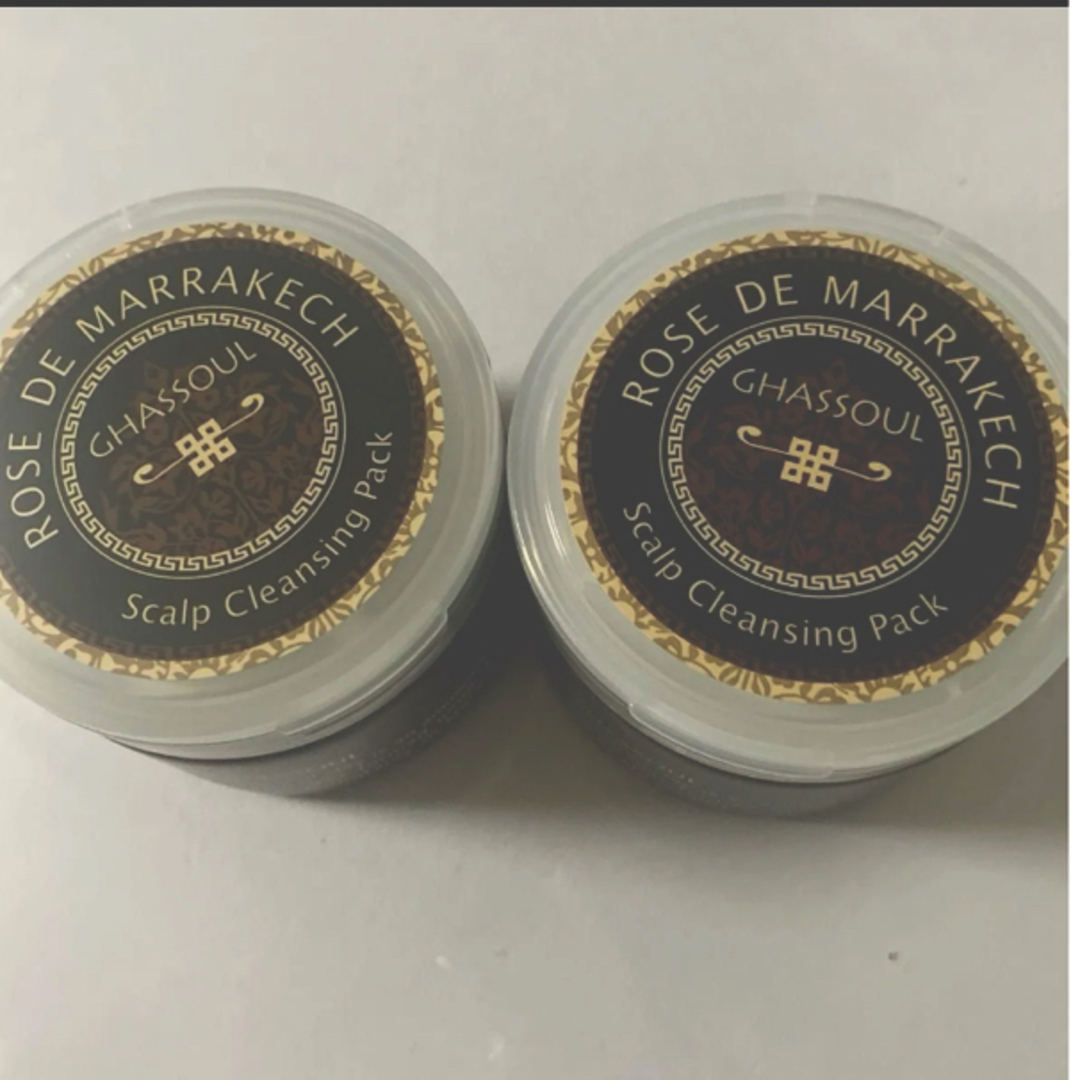 ROSE DE MARRAKECH
GHASSOUL
Scalp Cleansing Pack
ROSE DE MARRAKECH
GHASSOUL
Scalp Cleansing Pack